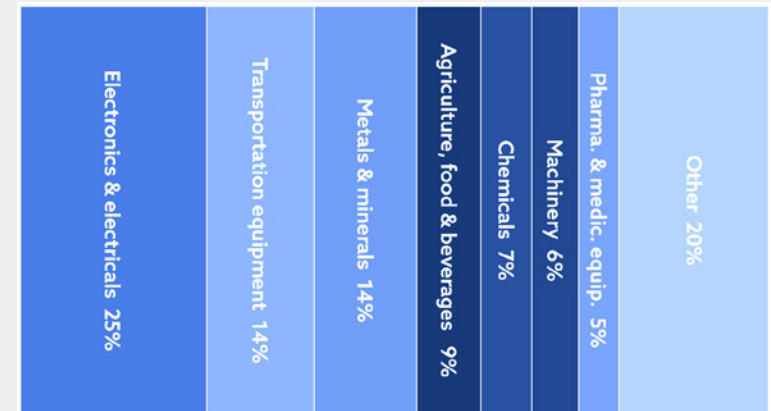 Electronics & electricals 25%
Transportation equipment 14%
Metals & minerals 14%
Agriculture, food & beverages 9%
Chemicals 7%
Machinery 6%
Pharma. & medic. equip. 5%
Other 20%